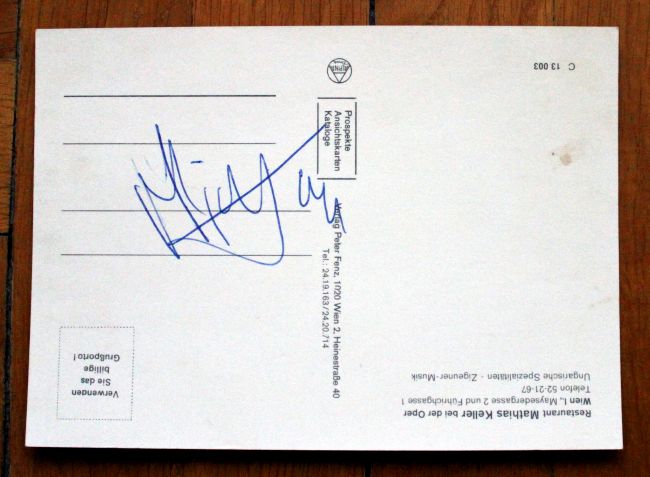 Restaurant Mathias Keller bei der Oper
Wien I., Maysedergasse 2 und Führichgasse 1
Telefon 52-21-67
Ungarische Spezialitäten - Zigeuner-Musik
Verwenden
Sie das
billige
Grußporto!
Prospekte
Ansichtskarten
Kataloge
Verlag Peter Fenz, 1020 Wien 2, Heinestraße 40
Tel.: 24.19.163/24.20.714
C 13 003